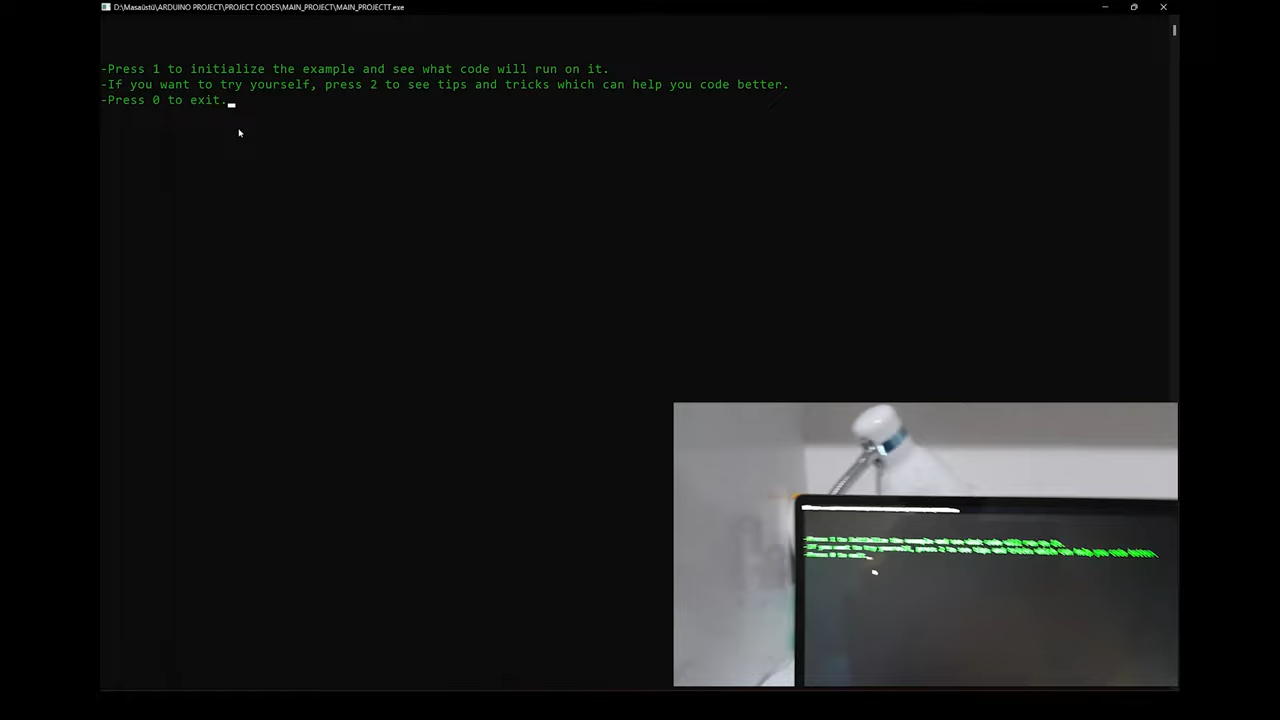 D:\Masaüstü\ARDUINO PROJECT\PROJECT CODES\MAIN_PROJECT\MAIN_PROJECTT.exe
-Press 1 to initialize the example and see what code will run on it.
-If you want to try yourself, press 2 to see tips and tricks which can help you code better.
-Press 0 to exit.